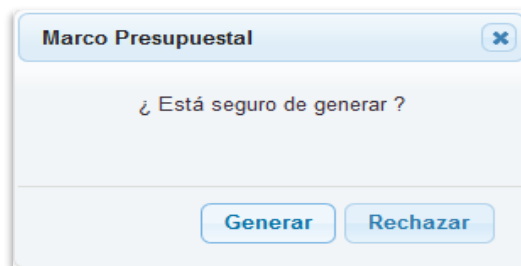 Marco Presupuestal
¿ Está seguro de generar ?
Generar Rechazar